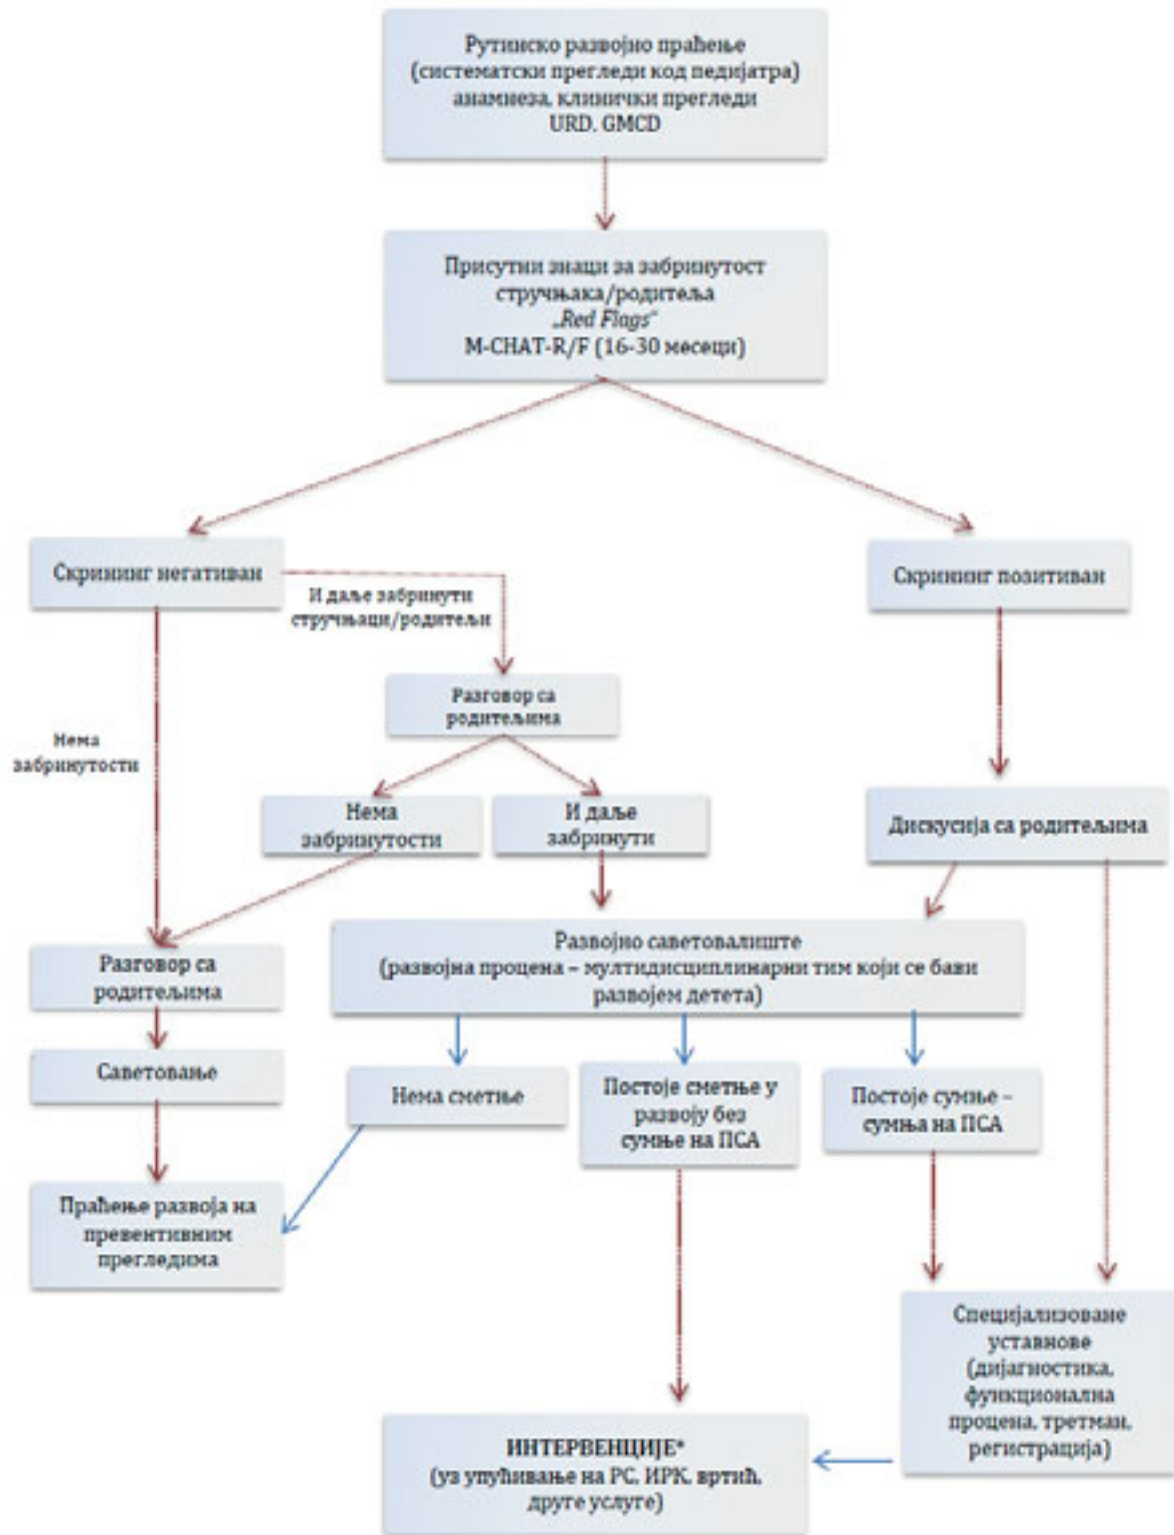 Рутинско развојно праћење
(систематски прегледи код педијатра)
анамнеза, клинички прегледи
URD, GMCD
Присутни знаци за забринутост
стручњака/родитеља
„Red Flags“
M-CHAT-R/F (16-30 месеци)
Скрининг негативан
И даље забринути
стручњаци/родитељи
Скрининг позитиван
Разговор са
родитељима
Нема
забринутости
Нема
забринутости
И даље
забринути
Дискусија са родитељима
Разговор са
родитељима
Развојно саветовалиште
(развојна процена – мултидисциплинарни тим који се бави
развојем детета)
Саветовање
Нема сметње
Постоје сметње у
развоју без
сумње на ПСА
Постоје сумње –
сумња на ПСА
Праћење развоја на
превентивним
прегледима
Специјализоване
уставнове
(дијагностика,
функционална
процена, третман,
регистрација)
ИНТЕРВЕНЦИЈЕ*
(уз упућивање на РС, ИРК, вртић,
друге услуге)